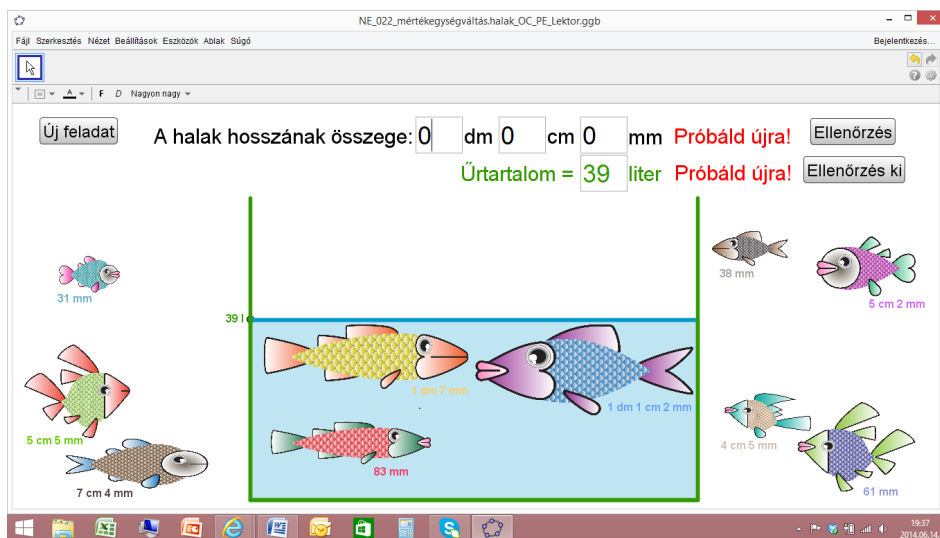 NE_022_mértékegységváltás.halak_OC_PE_Lektor.ggb
Fájl Szerkesztés Nézet Beállítások Eszközök Ablak Súgó
Bejelentkezés...
F D Nagyon nagy
Új feladat
A halak hosszának összege: 0 dm 0 cm 0 mm Próbáld újra! Ellenőrzés
Űrtartalom = 39 liter Próbáld újra! Ellenőrzés ki
31 mm
38 mm
5 cm 2 mm
39 l
1 dm 7 mm
1 dm 1 cm 2 mm
5 cm 5 mm
4 cm 5 mm
83 mm
7 cm 4 mm
61 mm
19:37
2014.06.14.